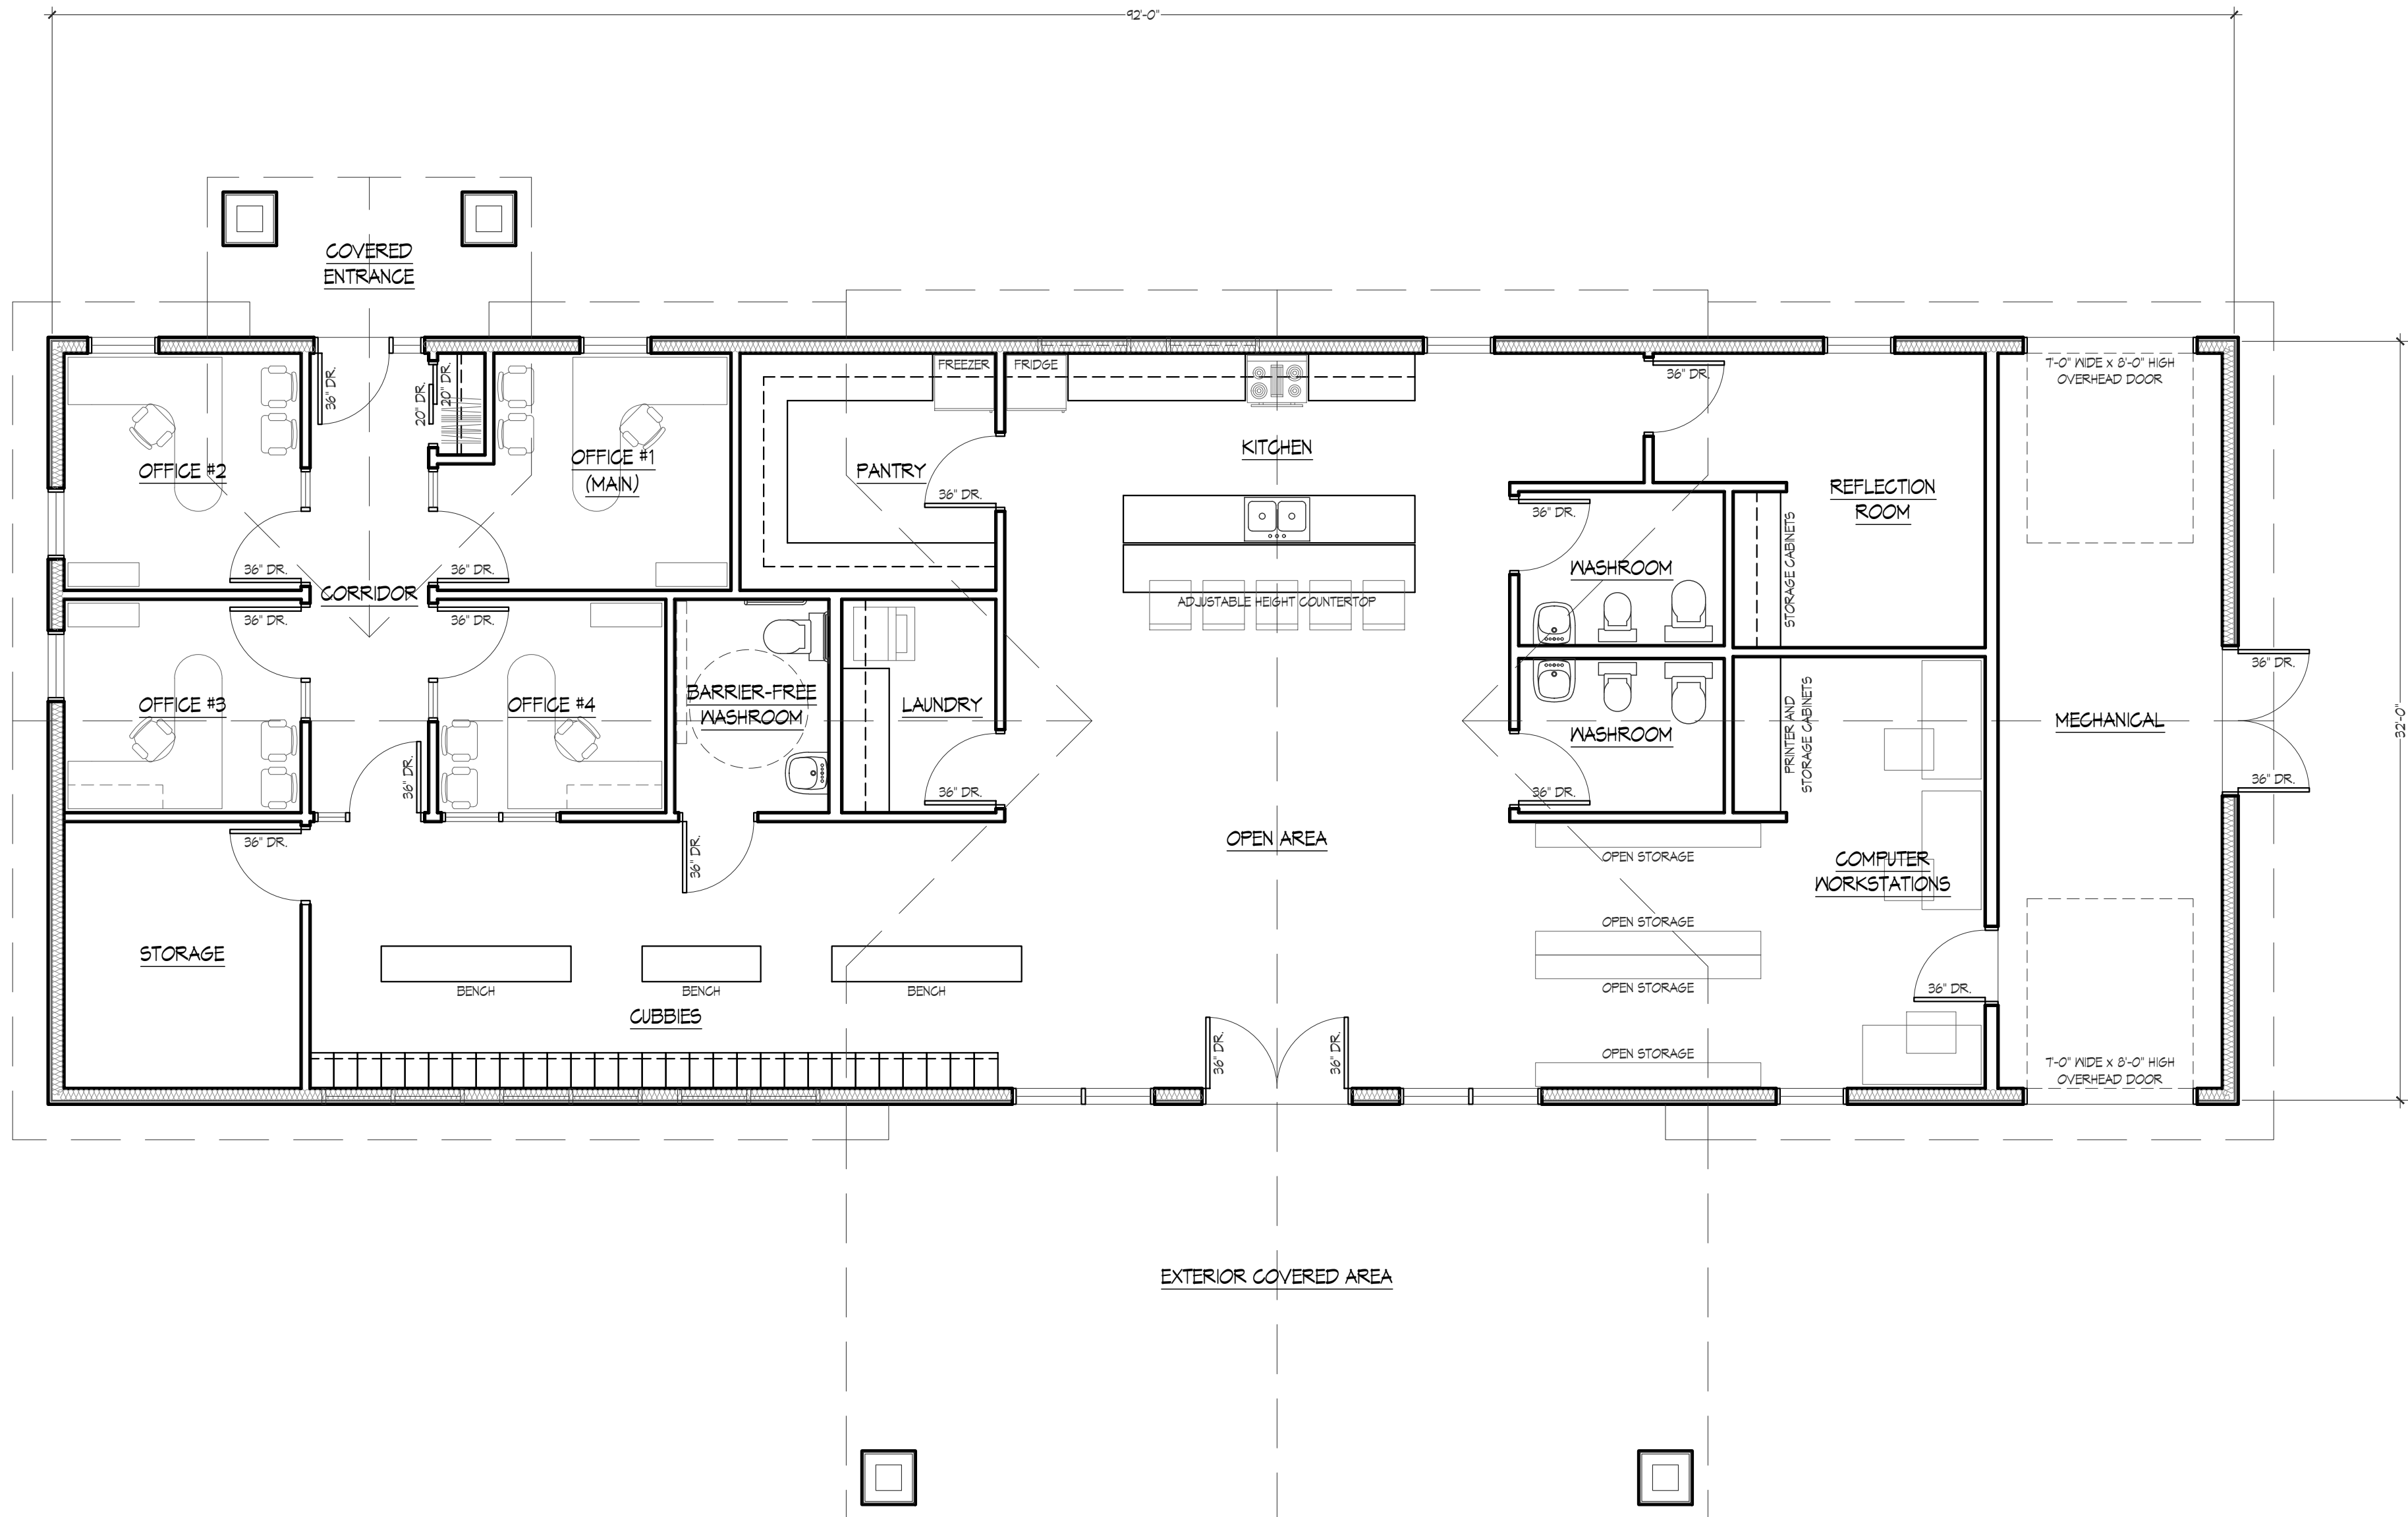 92'-0"
COVERED
ENTRANCE
36" DR.
20" DR.
20" DR.
FREEZER
FRIDGE
36" DR.
7'-0" WIDE x 8'-0" HIGH
OVERHEAD DOOR
OFFICE #2
OFFICE #1
(MAIN)
PANTRY
KITCHEN
REFLECTION
ROOM
36" DR.
36" DR.
STORAGE CABINETS
WASHROOM
36" DR.
36" DR.
CORRIDOR
ADJUSTABLE HEIGHT COUNTERTOP
36" DR.
36" DR.
36" DR.
OFFICE #3
OFFICE #4
BARRIER-FREE
WASHROOM
LAUNDRY
WASHROOM
PRINTER AND
STORAGE CABINETS
MECHANICAL
32'-0"
36" DR.
36" DR.
36" DR.
36" DR.
36" DR.
36" DR.
OPEN AREA
OPEN STORAGE
COMPUTER
WORKSTATIONS
STORAGE
OPEN STORAGE
BENCH
BENCH
BENCH
OPEN STORAGE
36" DR.
CUBBIES
36" DR.
36" DR.
OPEN STORAGE
7'-0" WIDE x 8'-0" HIGH
OVERHEAD DOOR
EXTERIOR COVERED AREA